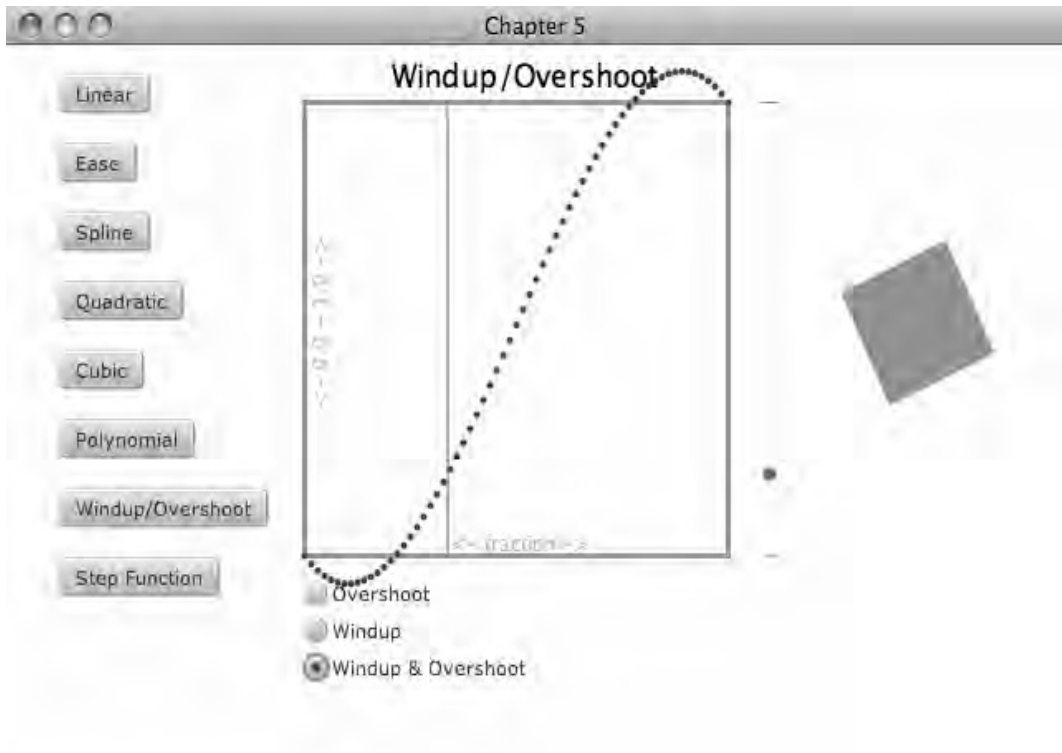 Chapter 5
Windup/Overshoot
Linear
Ease
Spline
Quadratic
Cubic
Polynomial
Windup/Overshoot
Step Function
<- fraction ->
Overshoot
Windup
Windup & Overshoot